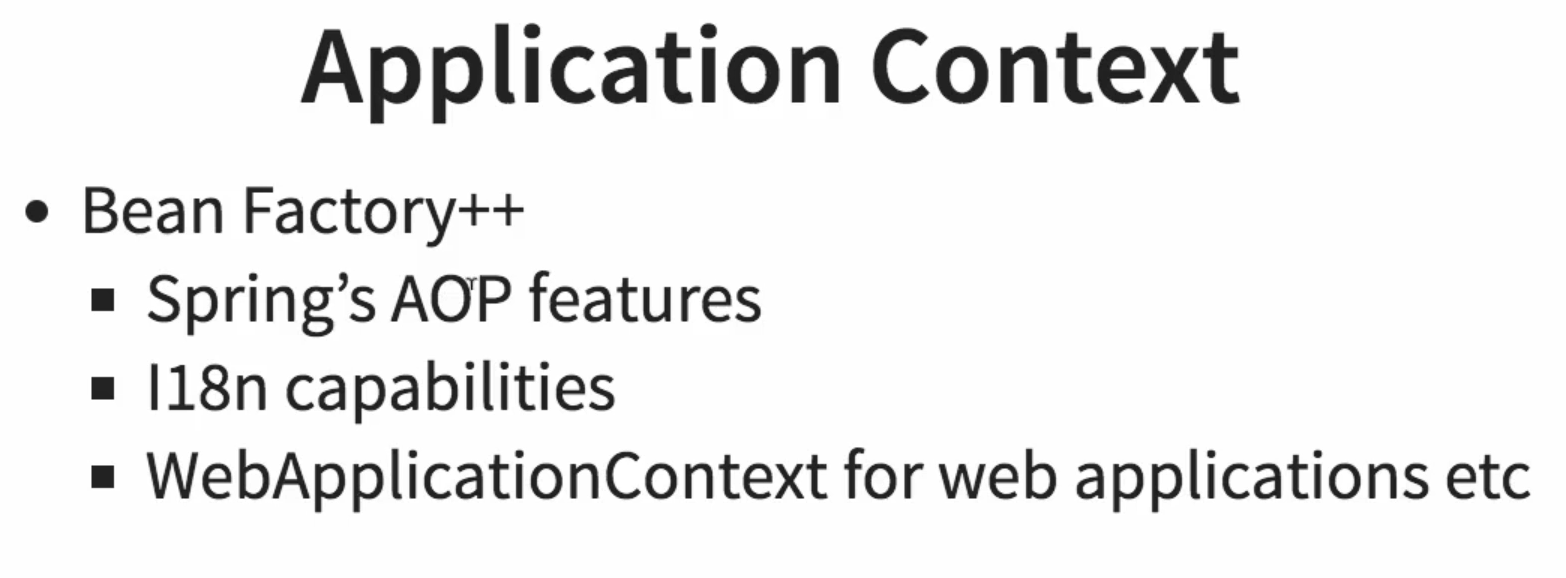 Application Context
• Bean Factory++
▪ Spring’s AOP features
▪ I18n capabilities
▪ WebApplicationContext for web applications etc